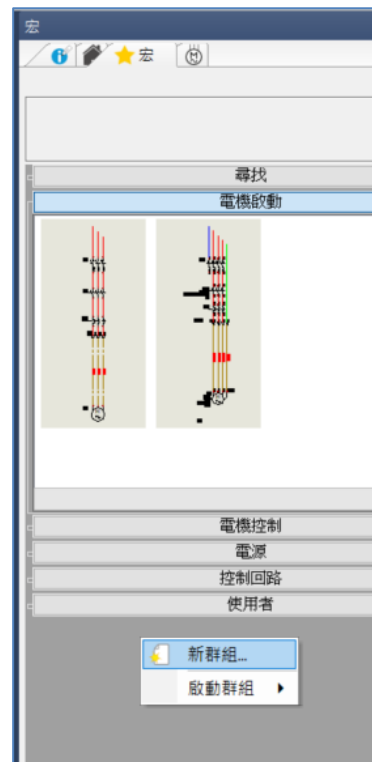 宏
宏
尋找
電機啟動
電機控制
電源
控制回路
使用者
新群組...
啟動群組